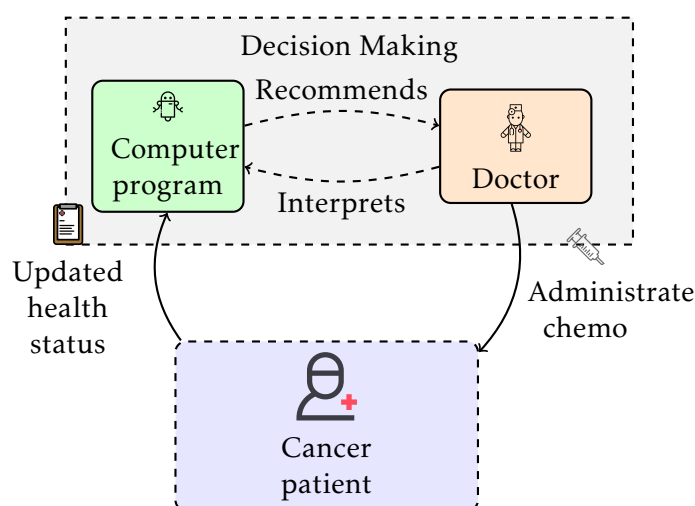 Decision Making
Recommends
Computer
program
Doctor
Interprets
Updated
health
status
Administrate
chemo
Cancer
patient